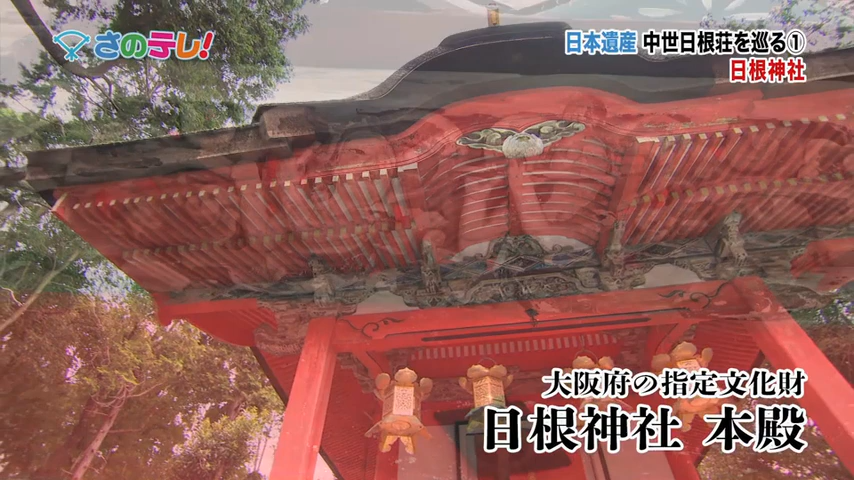 さのテレ!
日本遺産 中世日根荘を巡る①
日根神社
大阪府の指定文化財
日根神社 本殿